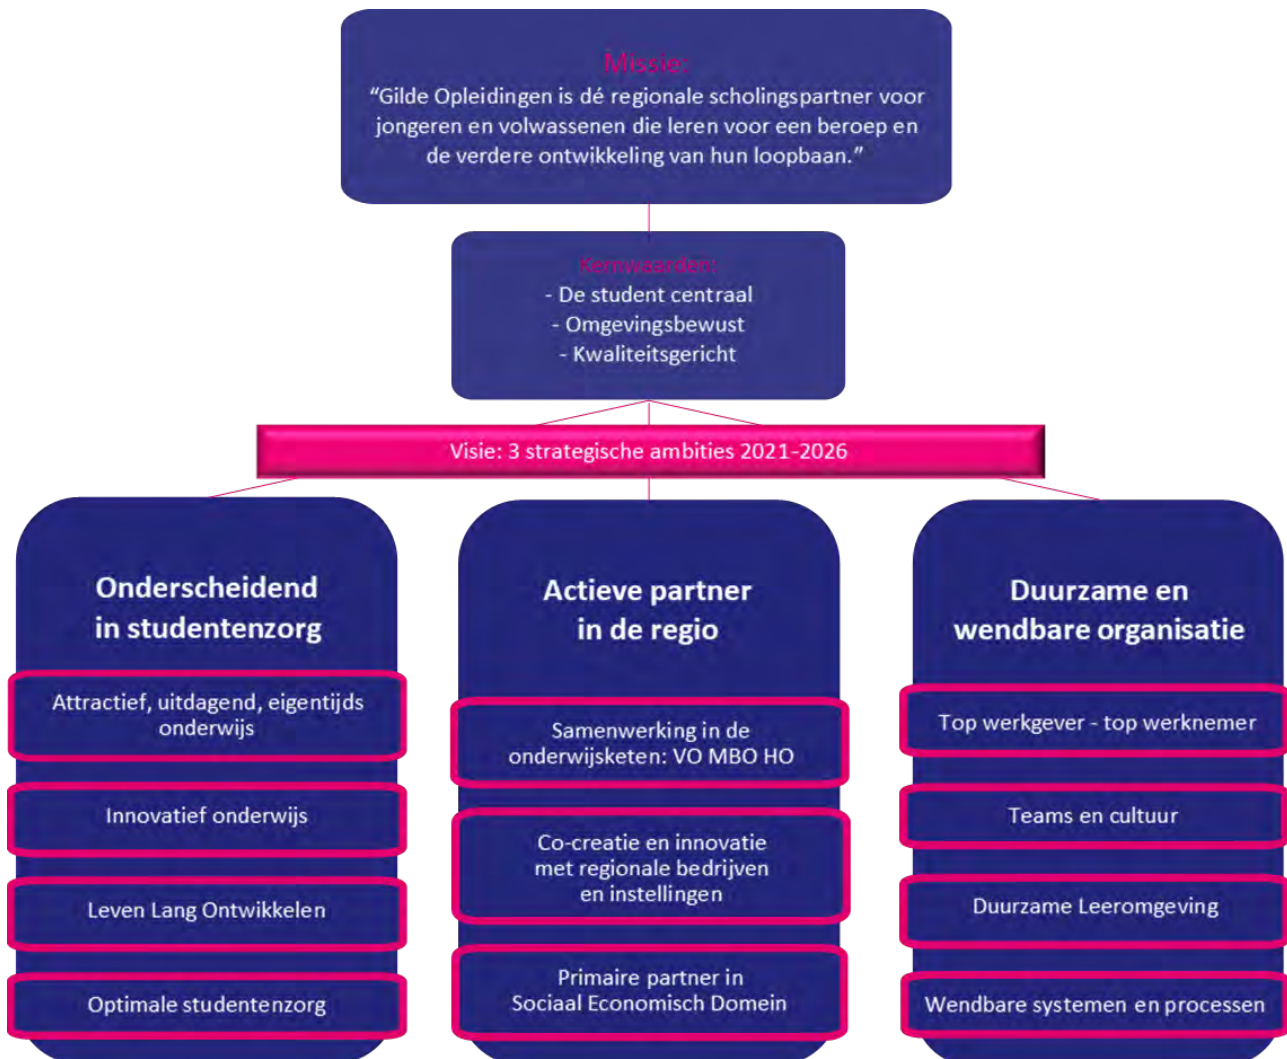 Missie:
“Gilde Opleidingen is dé regionale scholingspartner voor
jongeren en volwassenen die leren voor een beroep en
de verdere ontwikkeling van hun loopbaan.”
Kernwaarden:
- De student centraal
- Omgevingsbewust
- Kwaliteitsgericht
Visie: 3 strategische ambities 2021-2026
Onderscheidend
in studentenzorg
Attractief, uitdagend, eigentijds
onderwijs
Innovatief onderwijs
Leven Lang Ontwikkelen
Optimale studentenzorg
Actieve partner
in de regio
Samenwerking in de
onderwijsketen: VO MBO HO
Co-creatie en innovatie
met regionale bedrijven
en instellingen
Primaire partner in
Sociaal Economisch Domein
Duurzame en
wendbare organisatie
Top werkgever - top werknemer
Teams en cultuur
Duurzame Leeromgeving
Wendbare systemen en processen